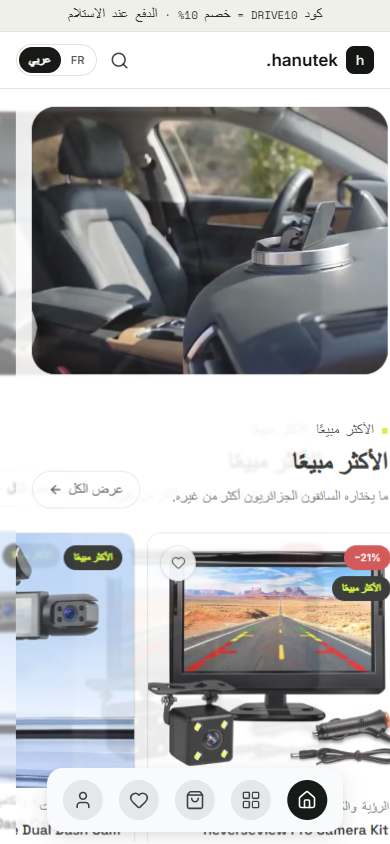 كود DRIVE10 = خصم 10% · الدفع عند الاستلام
hanutek.
h
FR
عربي
الأكثر مبيعًا
الأكثر مبيعًا
ما يختاره السائقون الجزائريون أكثر من غيره.
عرض الكل ←
−21%
الأكثر مبيعًا
الأكثر مبيعًا
الرؤية
ReverseView Pro Camera Kit
Dual Dash Cam